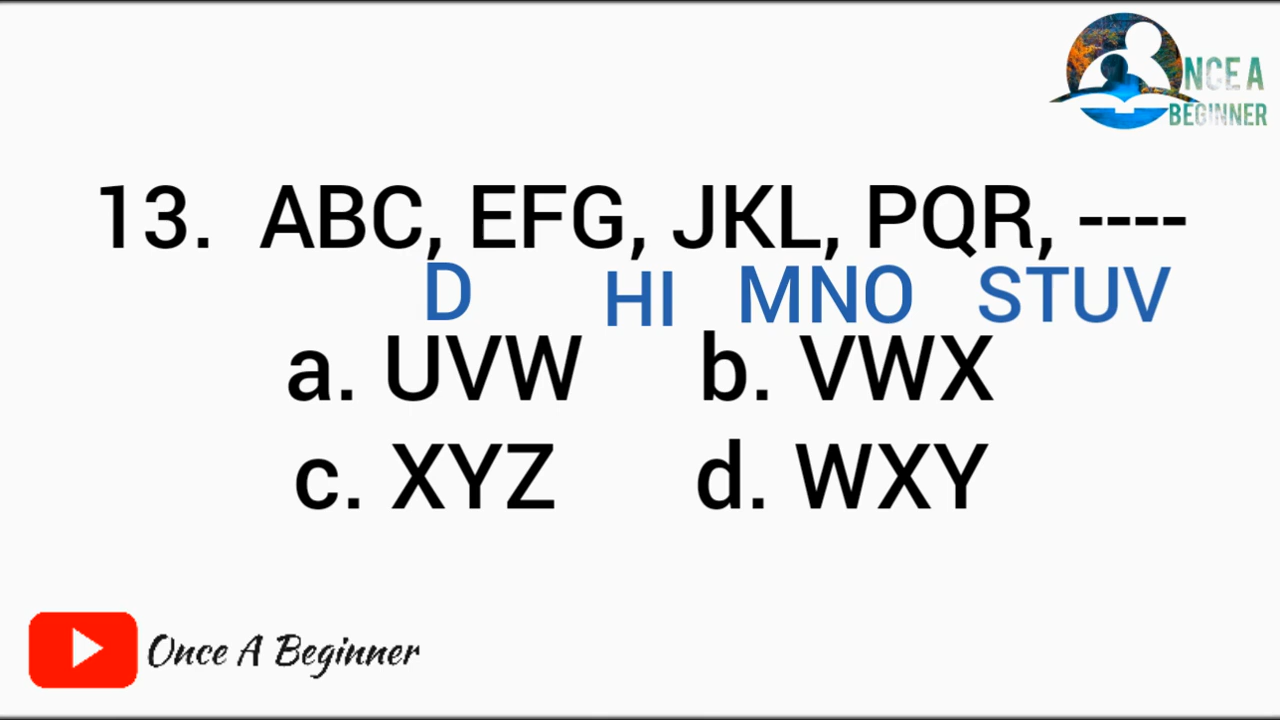 NCE A
BEGINNER
13. ABC, EFG, JKL, PQR, ----
D HI MNO STUV
a. UVW b. VWX
c. XYZ d. WXY
Once A Beginner